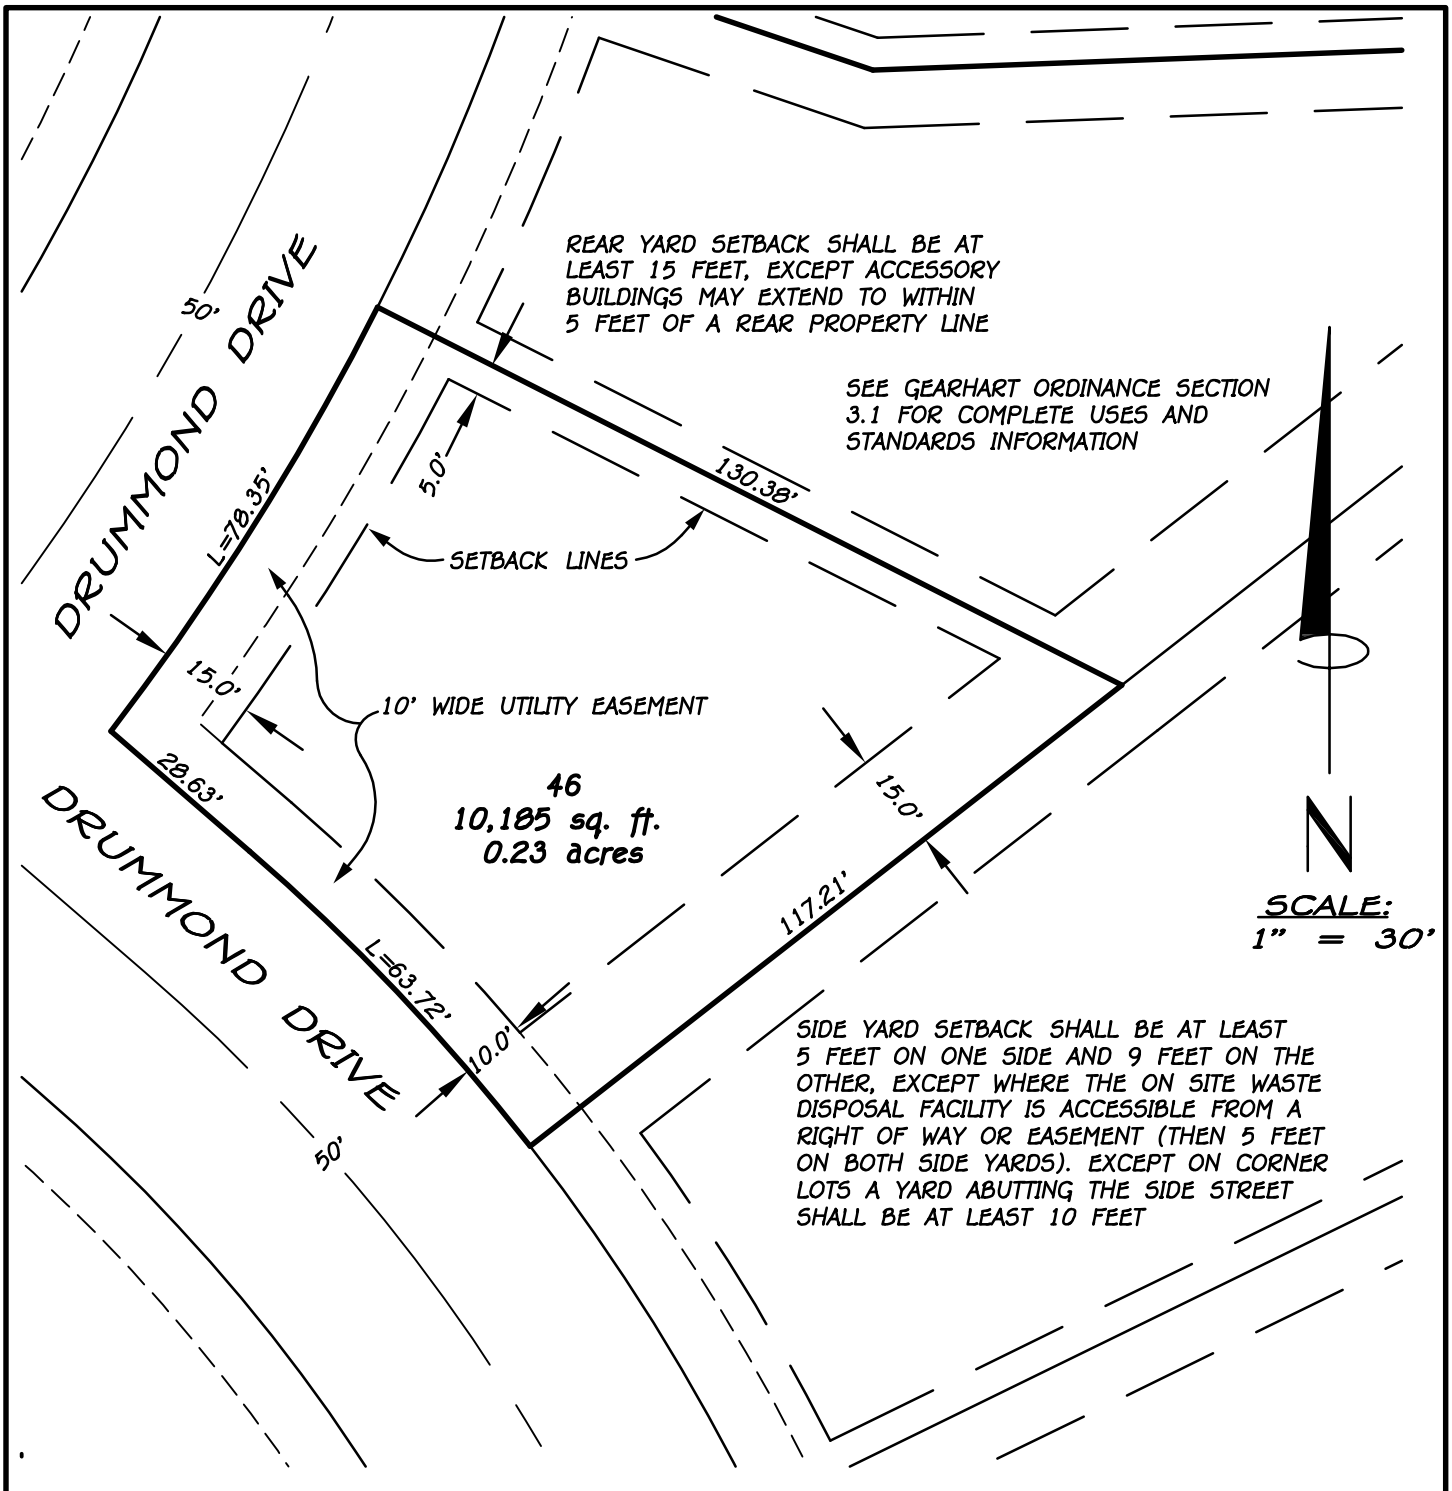 50'
DRUMMOND DRIVE
REAR YARD SETBACK SHALL BE AT
LEAST 15 FEET, EXCEPT ACCESSORY
BUILDINGS MAY EXTEND TO WITHIN
5 FEET OF A REAR PROPERTY LINE
SEE GEARHART ORDINANCE SECTION
3.1 FOR COMPLETE USES AND
STANDARDS INFORMATION
5.0'
130.38'
L=78.35'
SETBACK LINES
15.0'
10' WIDE UTILITY EASEMENT
28.63'
46
10,185 sq. ft.
0.23 acres
15.0'
117.21'
N
SCALE:
1" = 30'
DRUMMOND DRIVE
L=63.72'
10.0'
50'
SIDE YARD SETBACK SHALL BE AT LEAST
5 FEET ON ONE SIDE AND 9 FEET ON THE
OTHER, EXCEPT WHERE THE ON SITE WASTE
DISPOSAL FACILITY IS ACCESSIBLE FROM A
RIGHT OF WAY OR EASEMENT (THEN 5 FEET
ON BOTH SIDE YARDS). EXCEPT ON CORNER
LOTS A YARD ABUTTING THE SIDE STREET
SHALL BE AT LEAST 10 FEET